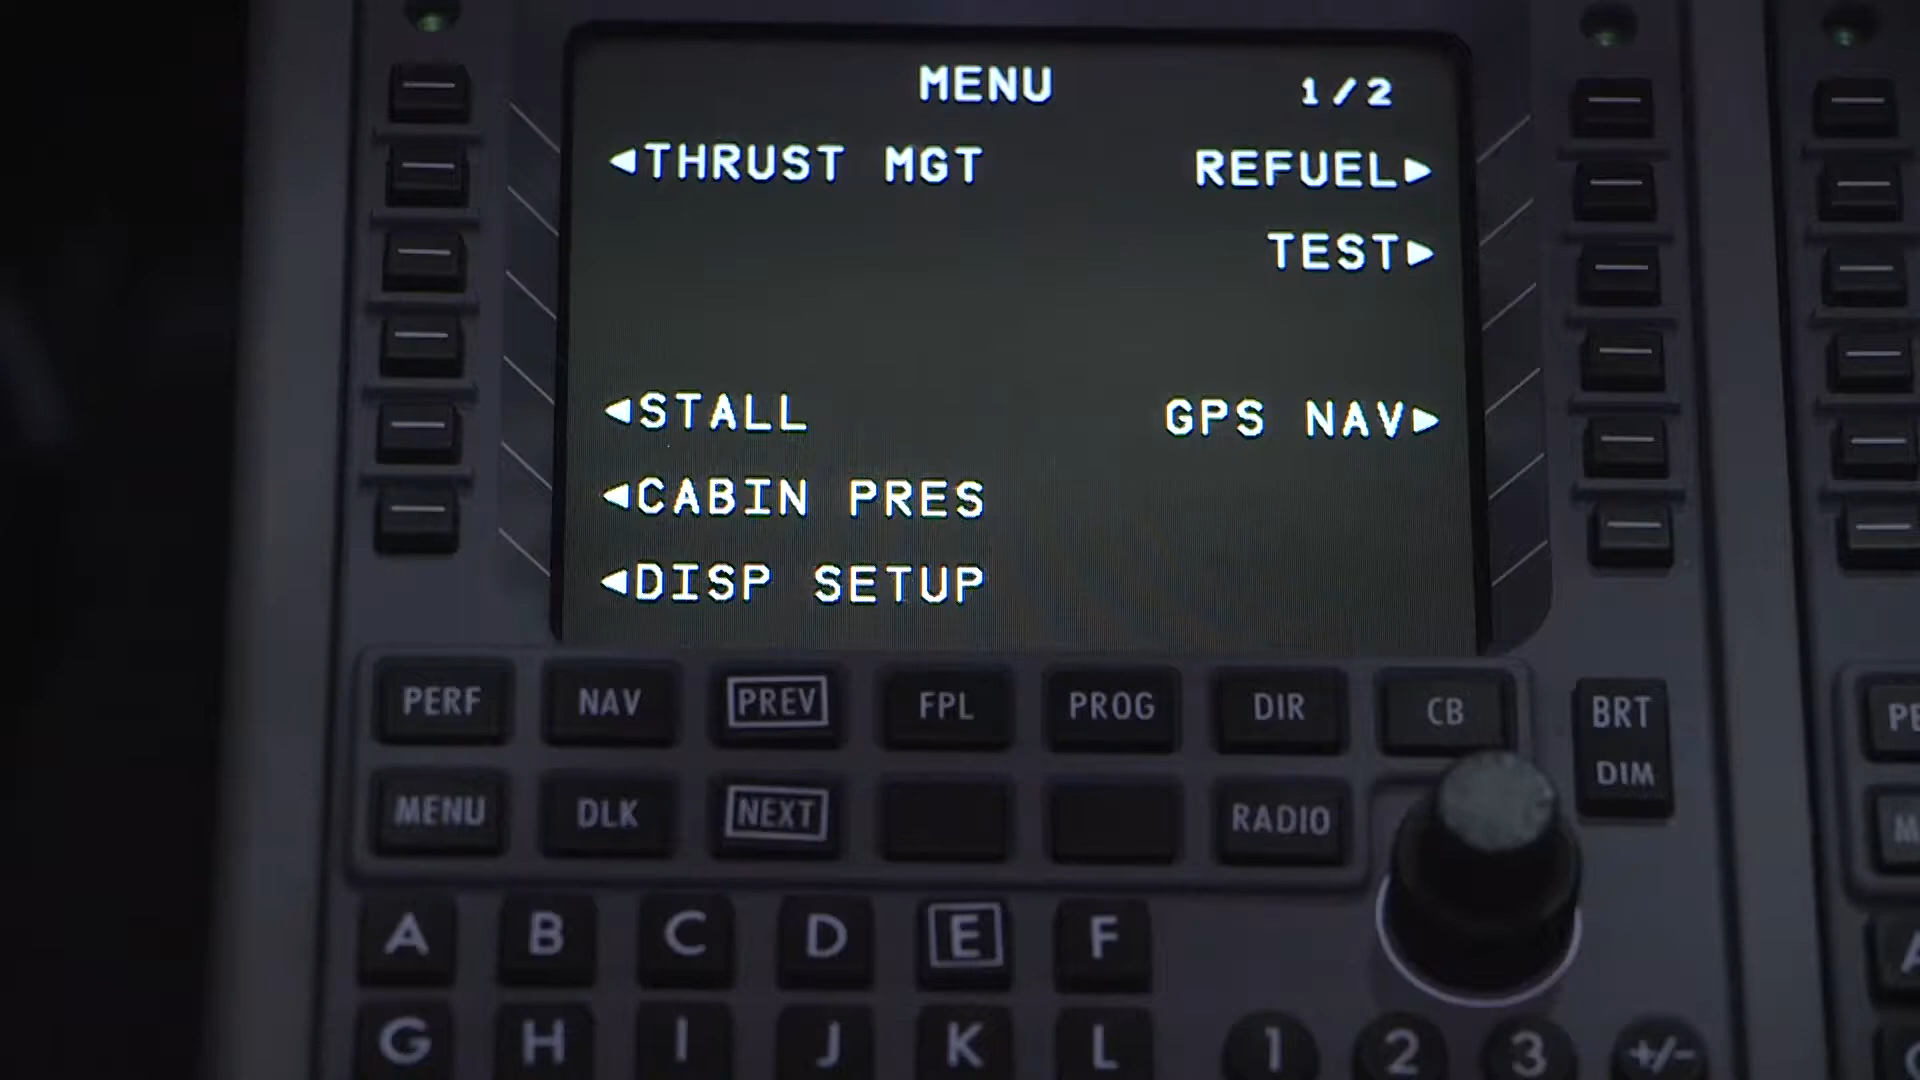 MENU 1/2
◀THRUST MGT REFUEL▶
TEST▶
◀STALL GPS NAV▶
◀CABIN PRES
◀DISP SETUP
PERF NAV PREV FPL PROG DIR CB BRT
DIM
MENU DLK NEXT RADIO
A B C D E F
G H I J K L 1 2 3 +/-